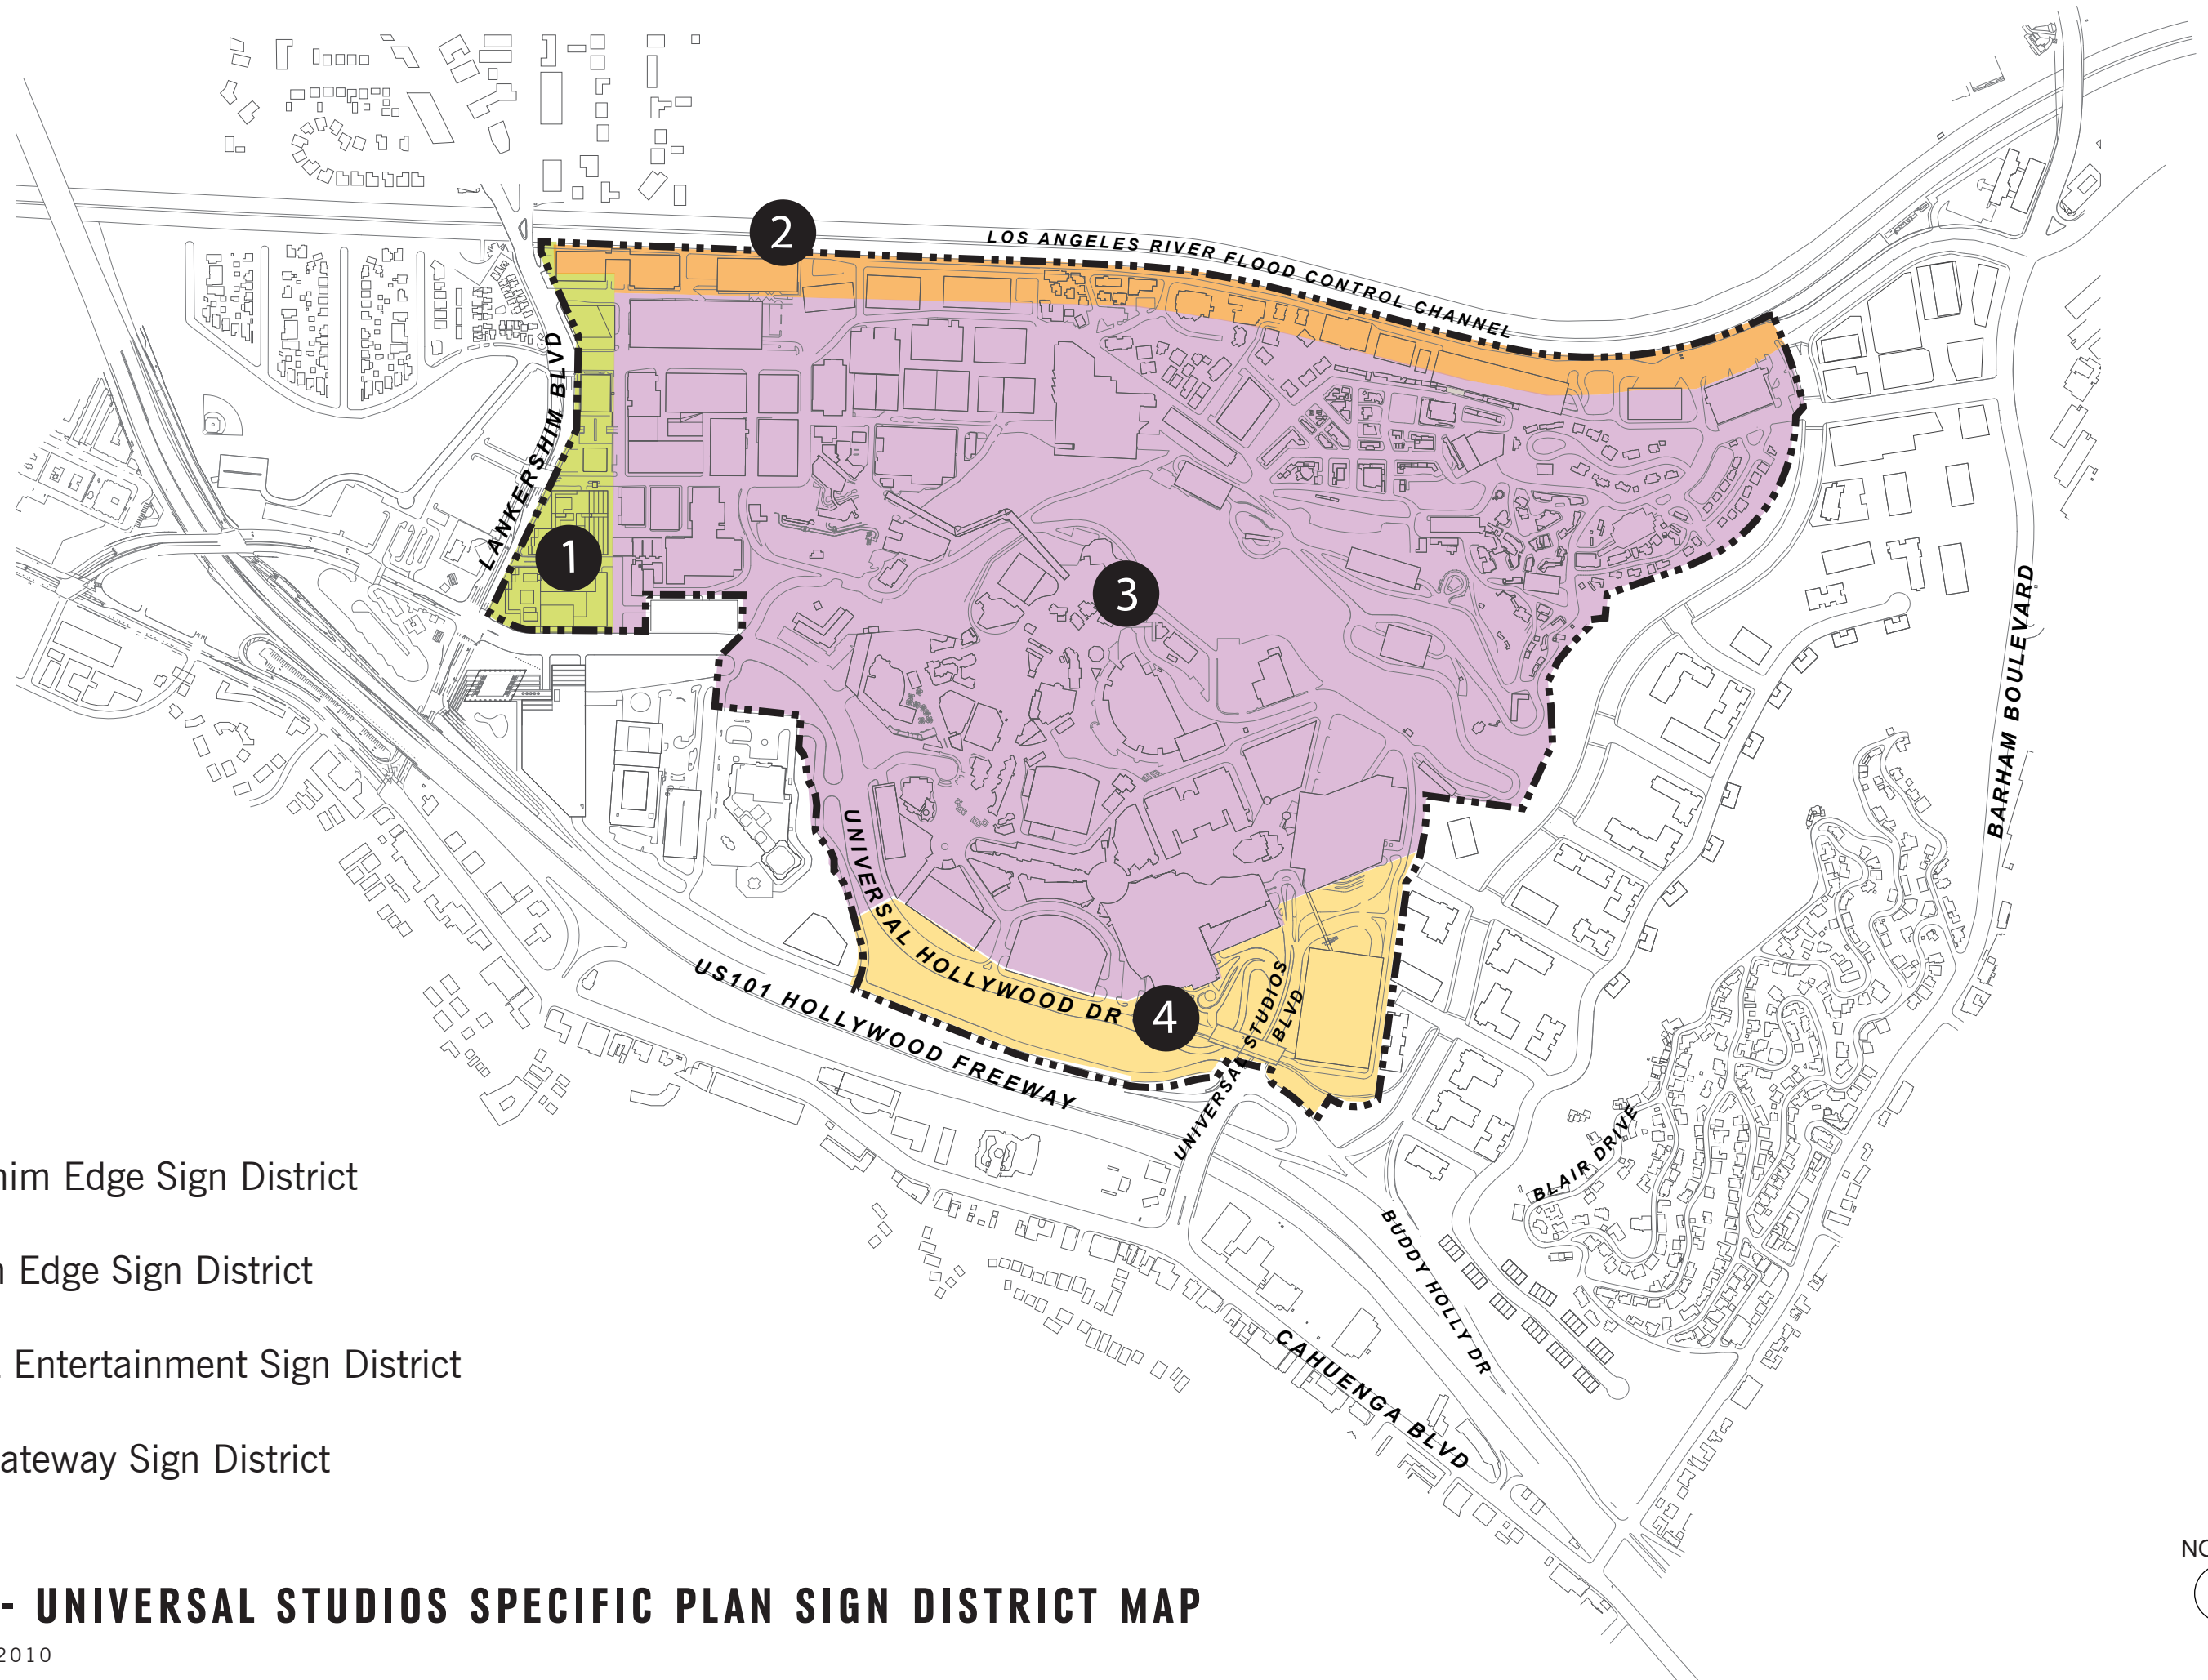 2
LOS ANGELES RIVER FLOOD CONTROL CHANNEL
LANKERSHIM BLVD
1
3
BARHAM BOULEVARD
UNIVERSAL HOLLYWOOD DR
US101 HOLLYWOOD FREEWAY
4
UNIVERSAL STUDIOS
BLVD
BLAIR DRIVE
BUDDY HOLLY DR
CAHUENGA BLVD
him Edge Sign District
n Edge Sign District
Entertainment Sign District
ateway Sign District
NO
- UNIVERSAL STUDIOS SPECIFIC PLAN SIGN DISTRICT MAP
2010